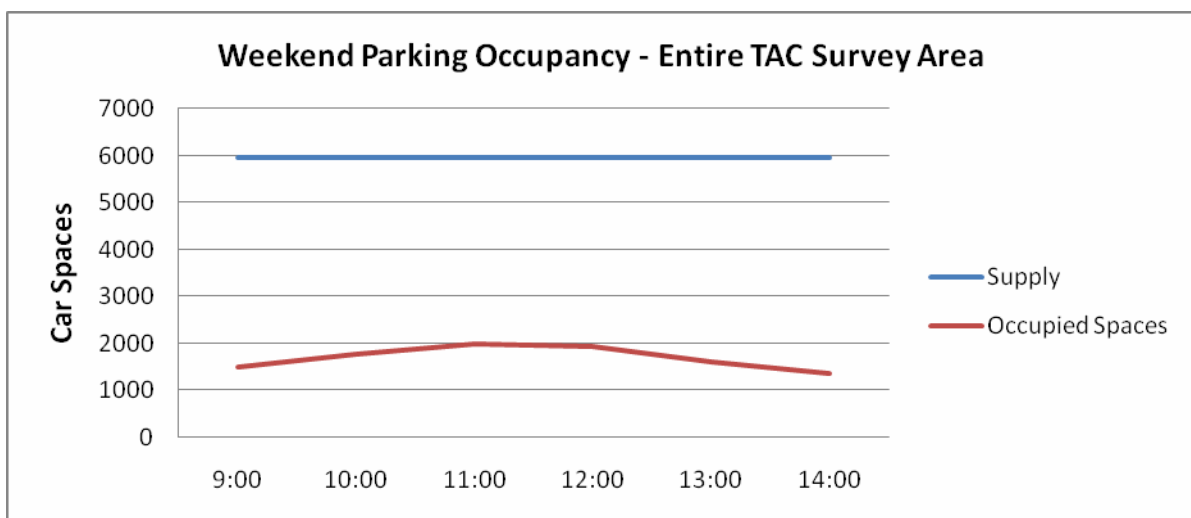 Weekend Parking Occupancy - Entire TAC Survey Area
Car Spaces
7000
6000
5000
4000
3000
2000
1000
0
9:00 10:00 11:00 12:00 13:00 14:00
Supply
Occupied Spaces